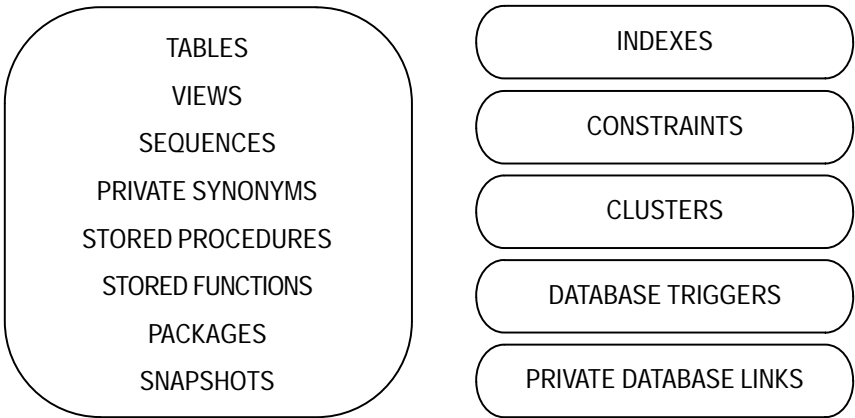 TABLES
VIEWS
SEQUENCES
PRIVATE SYNONYMS
STORED PROCEDURES
STORED FUNCTIONS
PACKAGES
SNAPSHOTS
INDEXES
CONSTRAINTS
CLUSTERS
DATABASE TRIGGERS
PRIVATE DATABASE LINKS